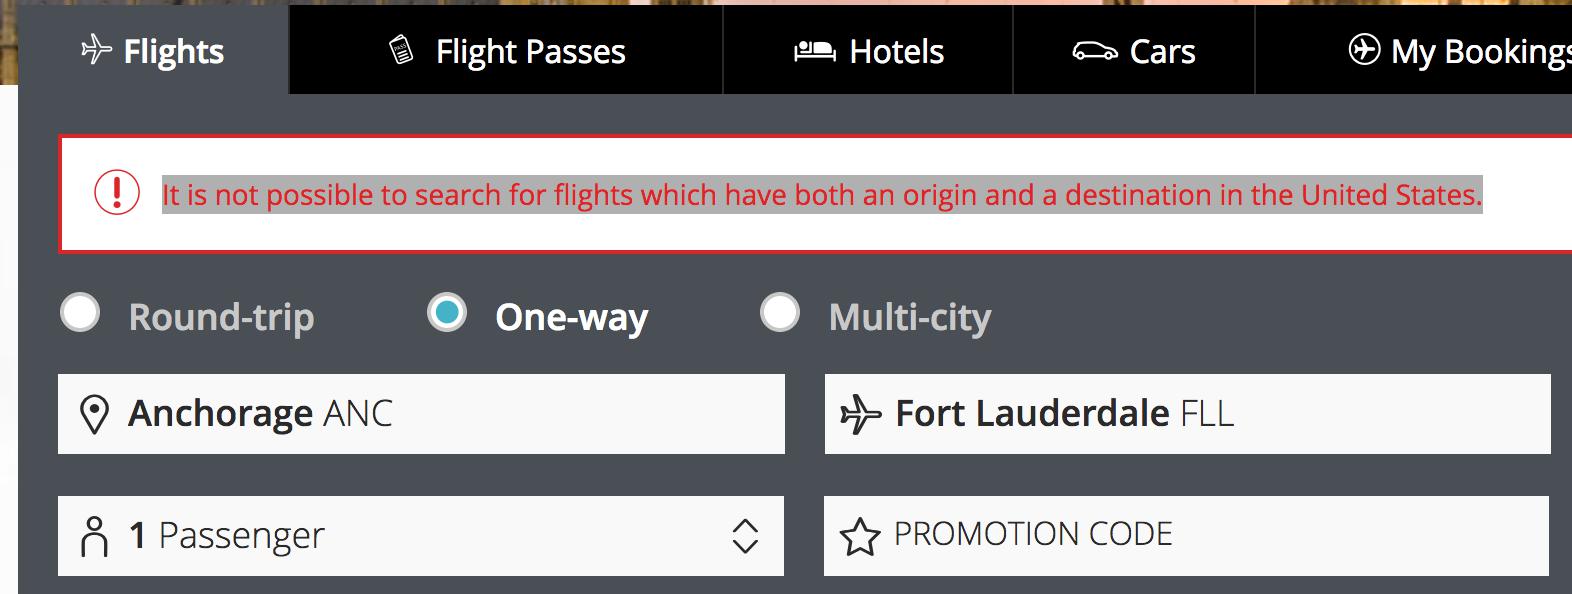 Flights Flight Passes Hotels Cars My Bookings
It is not possible to search for flights which have both an origin and a destination in the United States.
Round-trip One-way Multi-city
Anchorage ANC Fort Lauderdale FLL
1 Passenger PROMOTION CODE